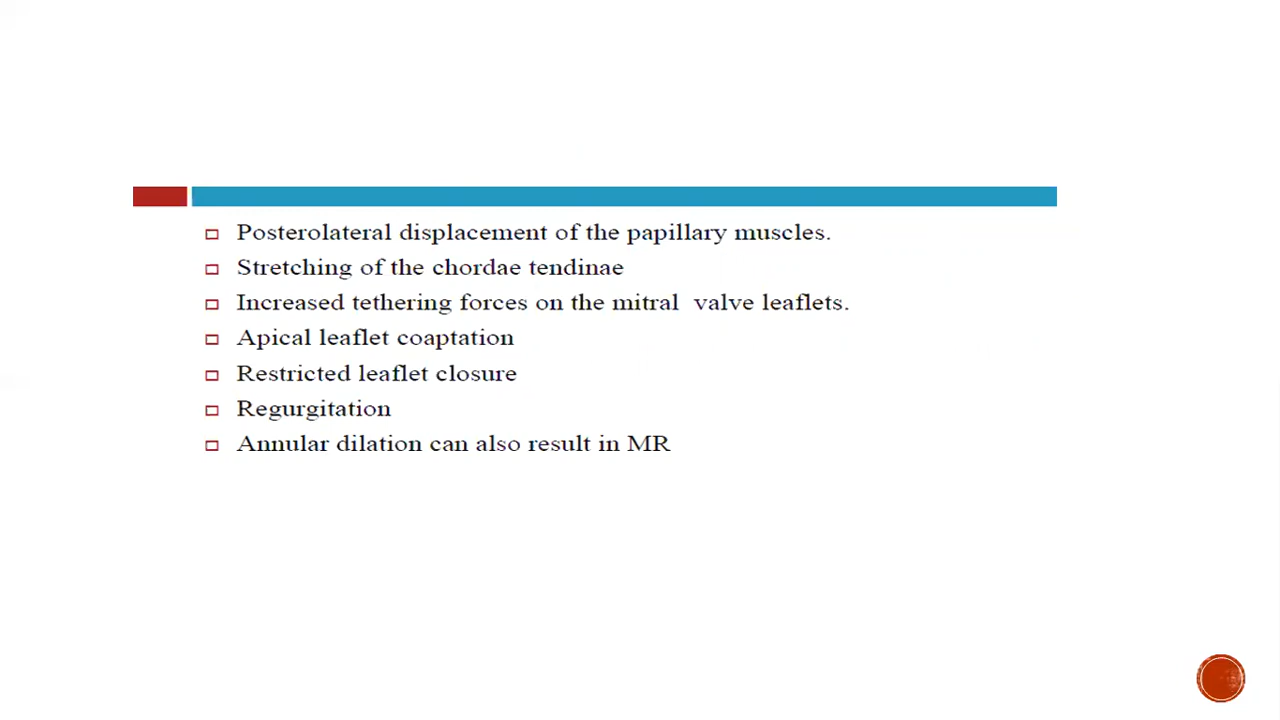 Posterolateral displacement of the papillary muscles.
Stretching of the chordae tendinae
Increased tethering forces on the mitral  valve leaflets.
Apical leaflet coaptation
Restricted leaflet closure
Regurgitation
Annular dilation can also result in MR